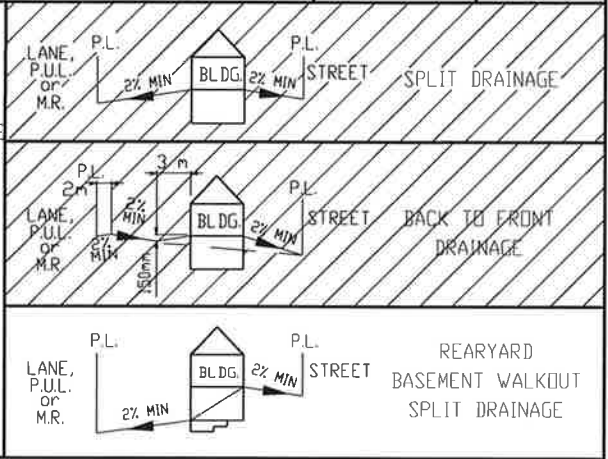 P.L.
P.L.
LANE,
P.U.L.
or
M.R.
2% MIN
BLDG.
2% MIN
STREET
SPLIT DRAINAGE
P.L.
2m
3 m
P.L.
LANE,
P.U.L.
or
M.R.
2% MIN
2% MIN
150mm
BLDG.
2% MIN
STREET
BACK TO FRONT
DRAINAGE
P.L.
P.L.
LANE,
P.U.L.
or
M.R.
2% MIN
BLDG.
2% MIN
STREET
REARYARD
BASEMENT WALKOUT
SPLIT DRAINAGE